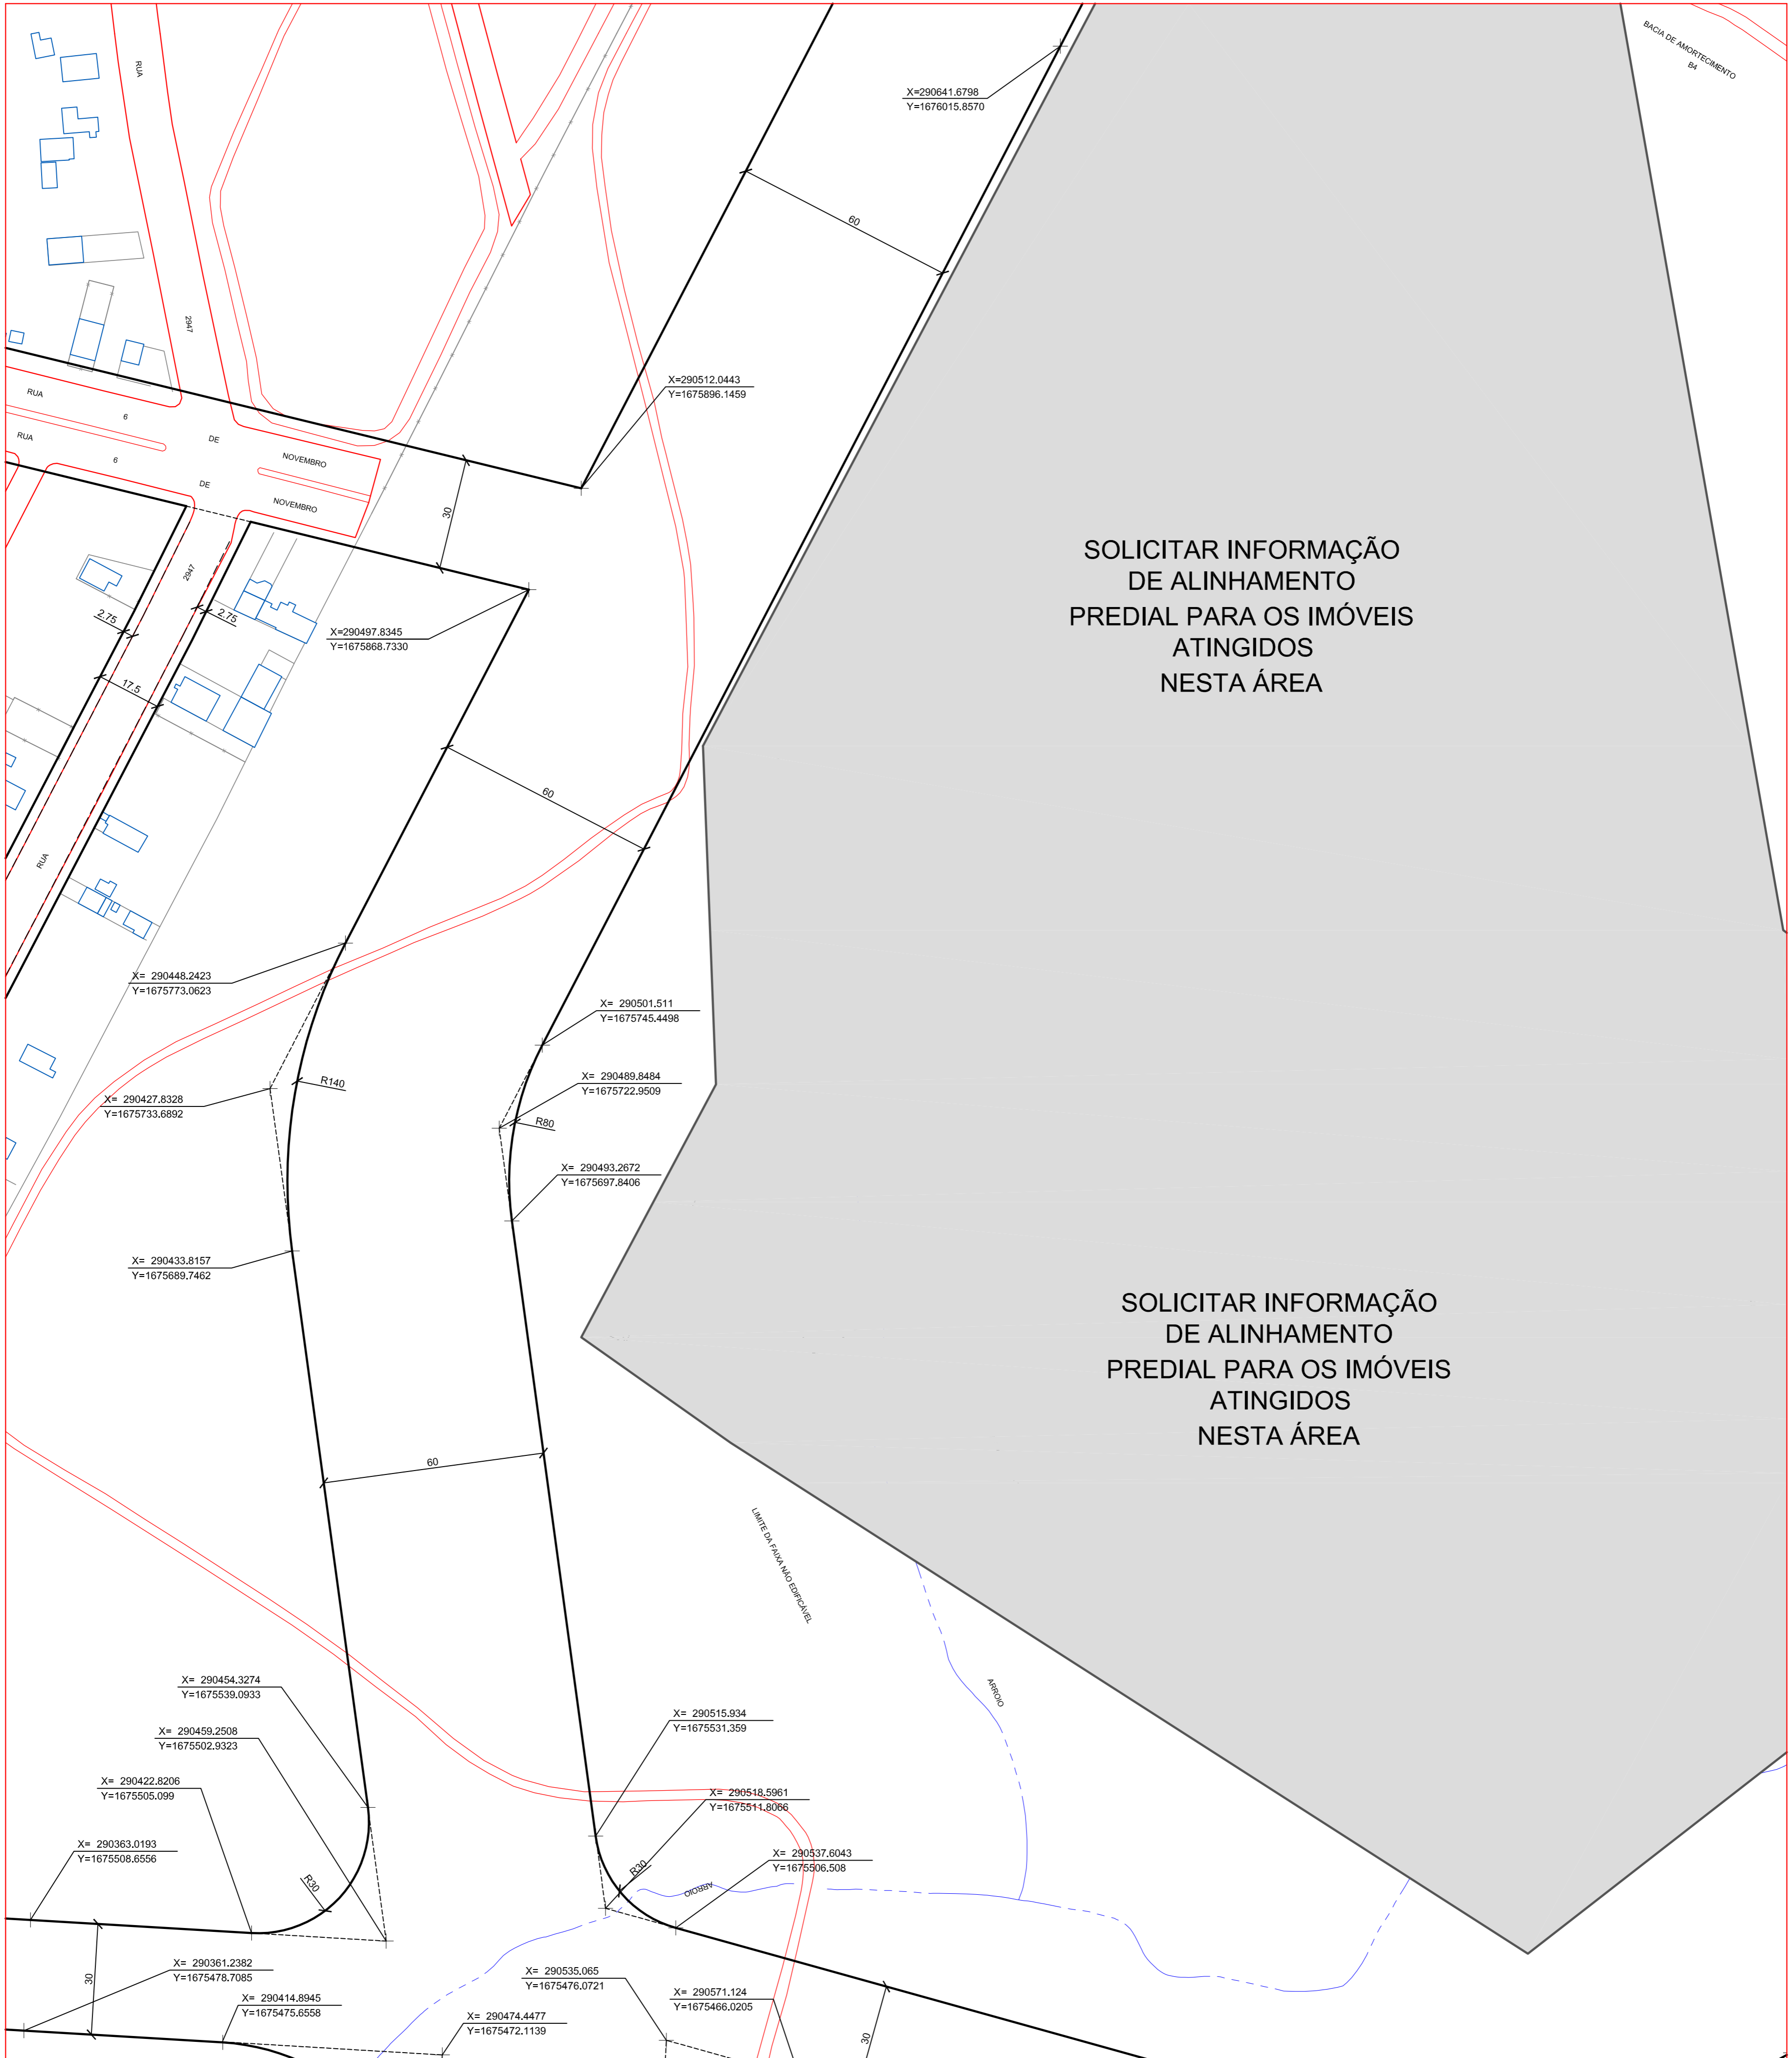 RUA
BACIA DE AMORTECIMENTO
B4
X=290641.6798
Y=1676015.8570
60
2947
X=290512.0443
Y=1675896.1459
RUA
6
DE
NOVEMBRO
RUA
6
DE
NOVEMBRO
30
2947
2.75
2.75
X=290497.8345
Y=1675868.7330
17.5
SOLICITAR INFORMAÇÃO
DE ALINHAMENTO
PREDIAL PARA OS IMÓVEIS
ATINGIDOS
NESTA ÁREA
60
RUA
X= 290448.2423
Y=1675773.0623
X= 290501.511
Y=1675745.4498
X= 290427.8328
Y=1675733.6892
R140
X= 290489.8484
Y=1675722.9509
R80
X= 290493.2672
Y=1675697.8406
X= 290433.8157
Y=1675689.7462
SOLICITAR INFORMAÇÃO
DE ALINHAMENTO
PREDIAL PARA OS IMÓVEIS
ATINGIDOS
NESTA ÁREA
60
LIMITE DA FAIXA NÃO EDIFICÁVEL
ARROIO
X= 290454.3274
Y=1675539.0933
X= 290459.2508
Y=1675502.9323
X= 290515.934
Y=1675531.359
X= 290422.8206
Y=1675505.099
X= 290518.5961
Y=1675511.8066
X= 290363.0193
Y=1675508.6556
X= 290537.6043
Y=1675506.508
R30
R30
ARROIO
30
X= 290361.2382
Y=1675478.7085
X= 290414.8945
Y=1675475.6558
X= 290535.065
Y=1675476.0721
X= 290474.4477
Y=1675472.1139
X= 290571.124
Y=1675466.0205
30